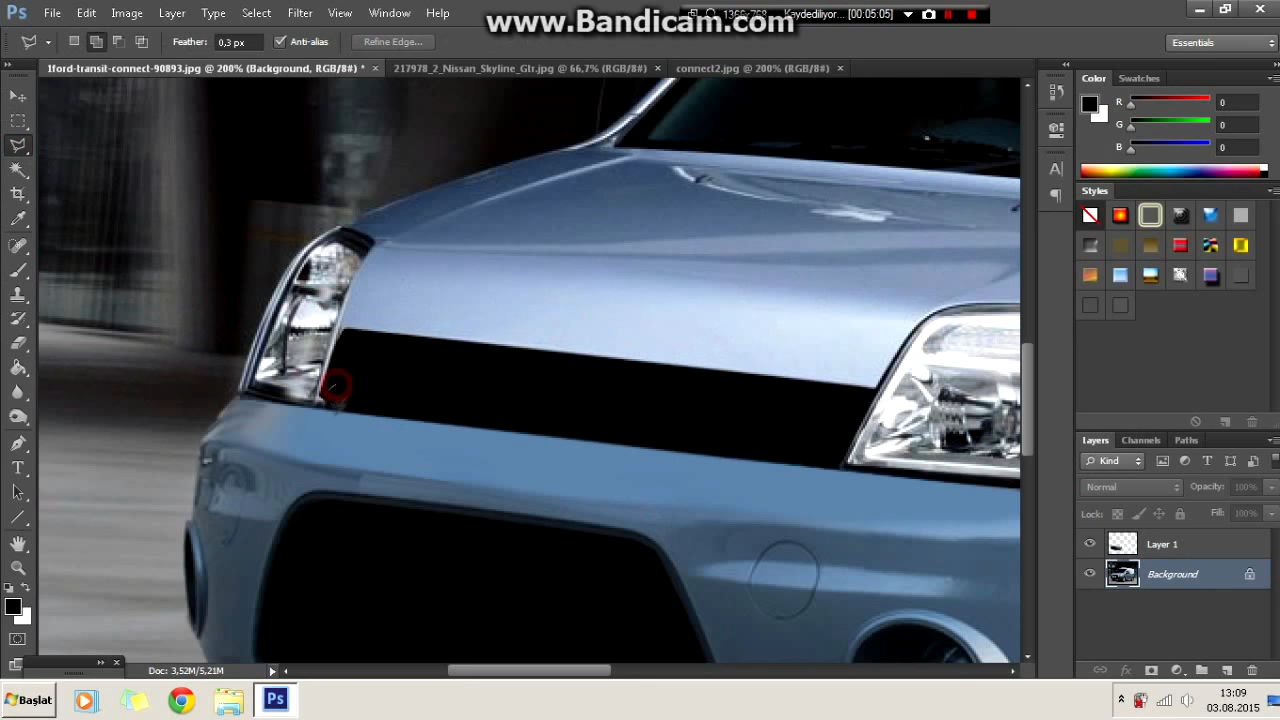 Ps File Edit Image Layer Type Select Filter View Window Help
www.Bandicam.com
1366x768 Kaydediliyor... [00:05:05]
Feather: 0,3 px Anti-alias Refine Edge... Essentials
1ford-transit-connect-90893.jpg @ 200% (Background, RGB/8#) * × 217978_2_Nissan_Skyline_Gtr.jpg @ 66,7% (RGB/8#) × connect2.jpg @ 200% (RGB/8#) ×
Color Swatches
R 0
G 0
B 0
Styles
Layers Channels Paths
Kind
Normal Opacity: 100%
Lock: Fill: 100%
Layer 1
Background
Doc: 3,52M/5,21M
Başlat Ps 13:09
03.08.2015